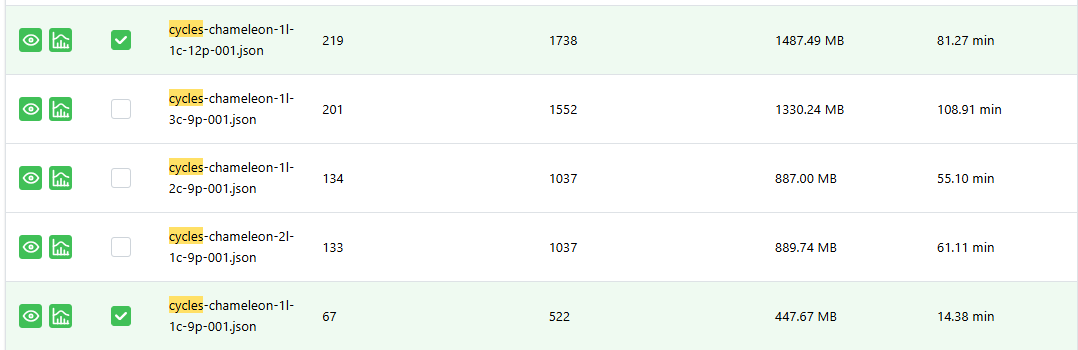 cycles-chameleon-1l-
1c-12p-001.json
219
1738
1487.49 MB
81.27 min
cycles-chameleon-1l-
3c-9p-001.json
201
1552
1330.24 MB
108.91 min
cycles-chameleon-1l-
2c-9p-001.json
134
1037
887.00 MB
55.10 min
cycles-chameleon-2l-
1c-9p-001.json
133
1037
889.74 MB
61.11 min
cycles-chameleon-1l-
1c-9p-001.json
67
522
447.67 MB
14.38 min